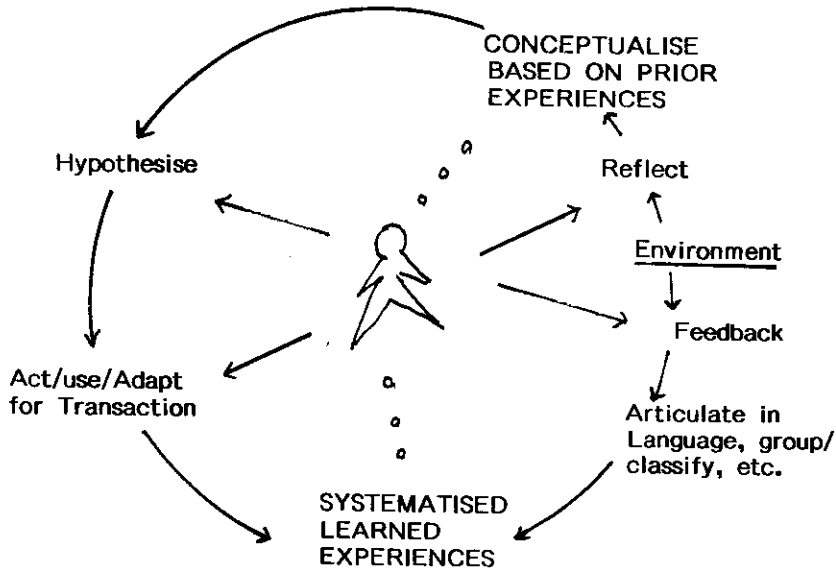 CONCEPTUALISE
BASED ON PRIOR
EXPERIENCES
Hypothesise
Reflect
Environment
Feedback
Act/use/Adapt
for Transaction
Articulate in
Language, group/
classify, etc.
SYSTEMATISED
LEARNED
EXPERIENCES